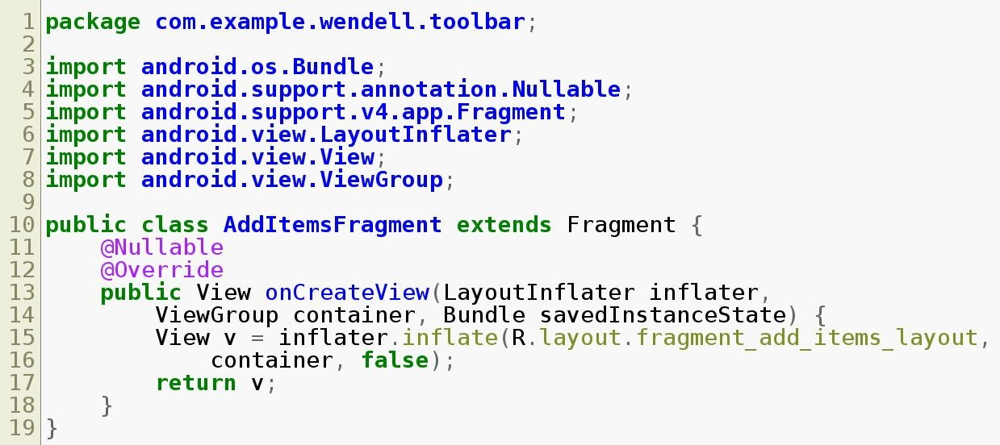 1 package com.example.wendell.toolbar;
2
3 import android.os.Bundle;
4 import android.support.annotation.Nullable;
5 import android.support.v4.app.Fragment;
6 import android.view.LayoutInflater;
7 import android.view.View;
8 import android.view.ViewGroup;
9
10 public class AddItemsFragment extends Fragment {
11     @Nullable
12     @Override
13     public View onCreateView(LayoutInflater inflater,
14         ViewGroup container, Bundle savedInstanceState) {
15         View v = inflater.inflate(R.layout.fragment_add_items_layout,
16             container, false);
17         return v;
18     }
19 }